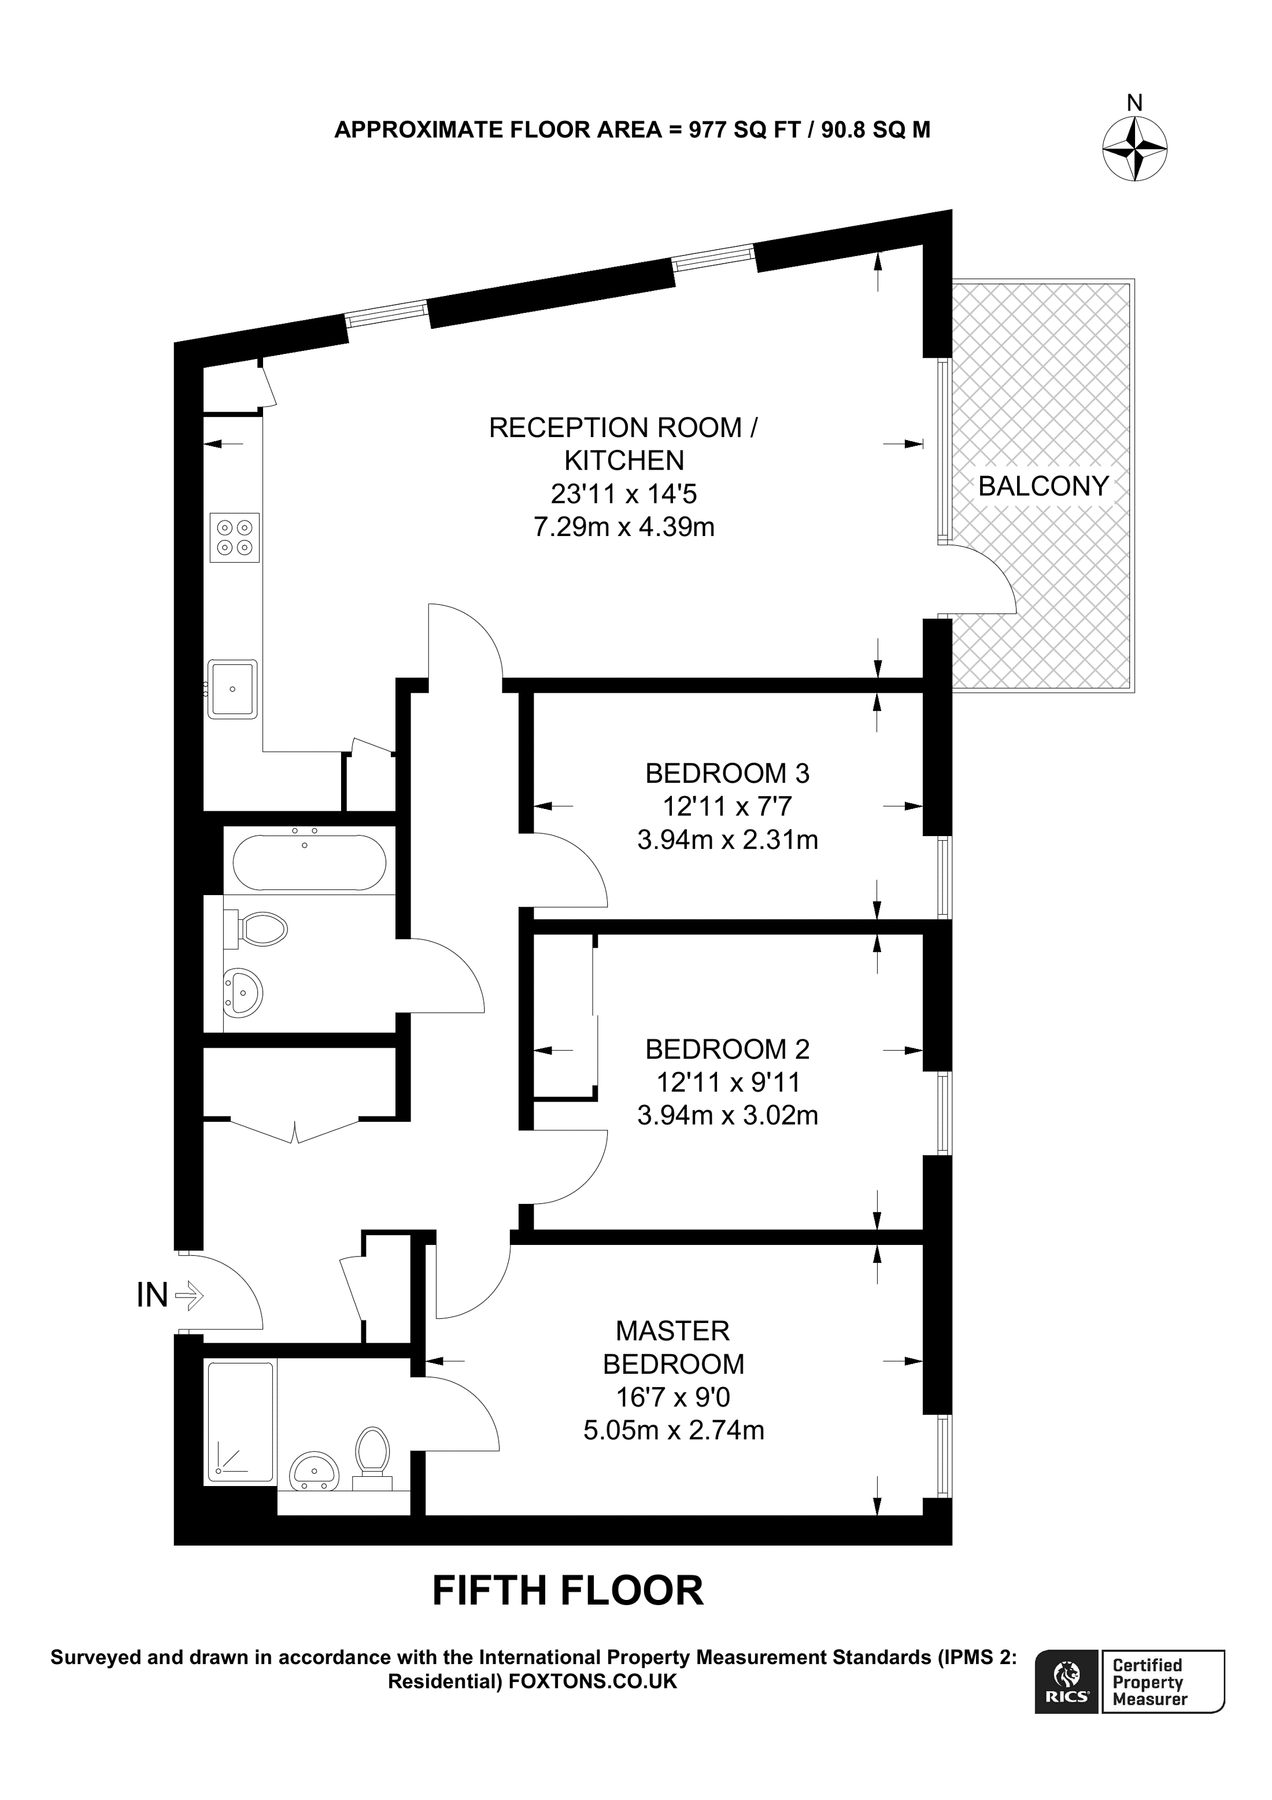 N
APPROXIMATE FLOOR AREA = 977 SQ FT / 90.8 SQ M
RECEPTION ROOM /
KITCHEN
23'11 x 14'5
7.29m x 4.39m
BALCONY
BEDROOM 3
12'11 x 7'7
3.94m x 2.31m
BEDROOM 2
12'11 x 9'11
3.94m x 3.02m
IN
MASTER
BEDROOM
16'7 x 9'0
5.05m x 2.74m
FIFTH FLOOR
Surveyed and drawn in accordance with the International Property Measurement Standards (IPMS 2:
Residential) FOXTONS.CO.UK
RICS
Certified
Property
Measurer